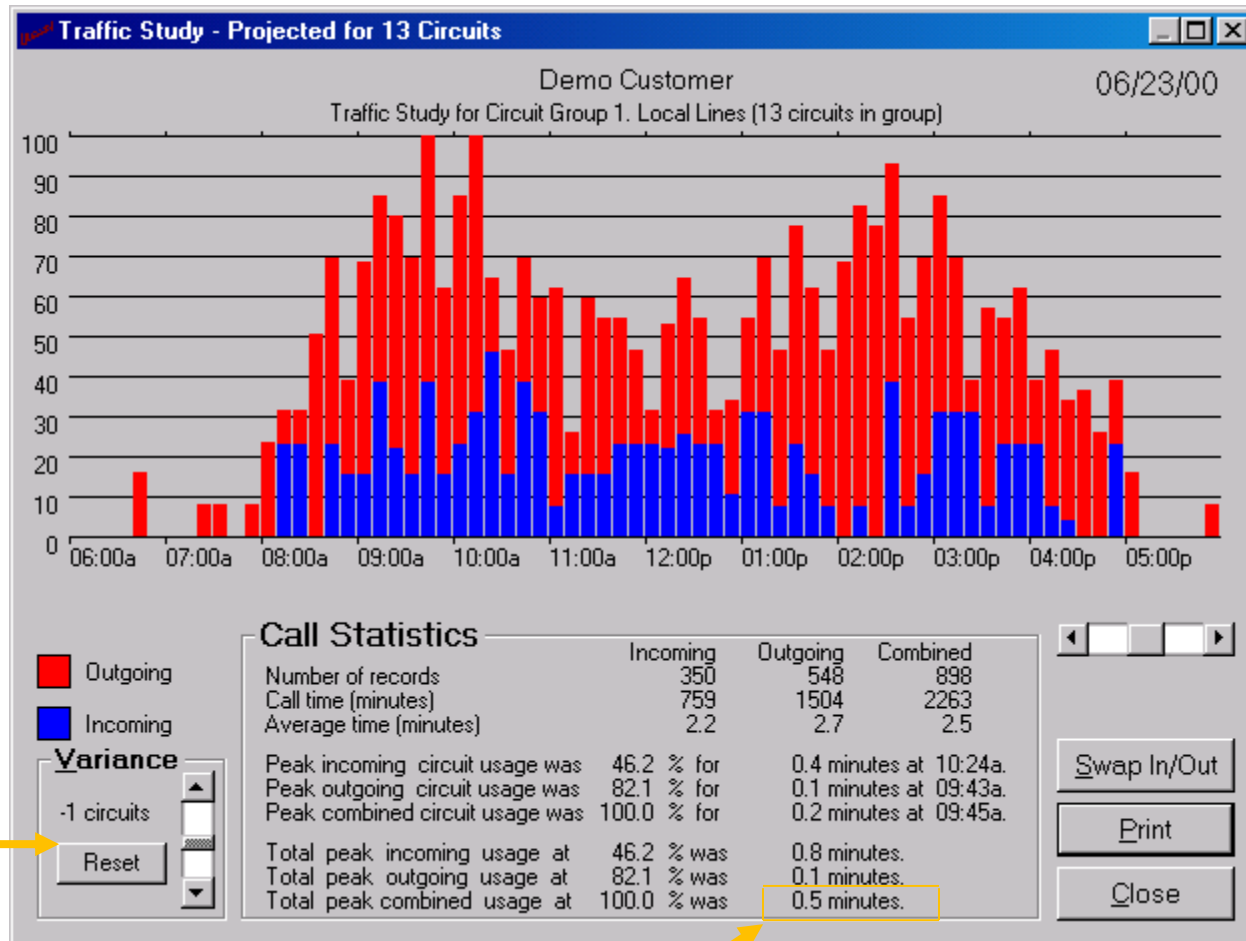 Traffic Study - Projected for 13 Circuits
Demo Customer
06/23/00
Traffic Study for Circuit Group 1. Local Lines (13 circuits in group)
100
90
80
70
60
50
40
30
20
10
0
06:00a 07:00a 08:00a 09:00a 10:00a 11:00a 12:00p 01:00p 02:00p 03:00p 04:00p 05:00p
Outgoing
Incoming
Variance
-1 circuits
Reset
Call Statistics
Incoming Outgoing Combined
Number of records 350 548 898
Call time (minutes) 759 1504 2263
Average time (minutes) 2.2 2.7 2.5
Peak incoming circuit usage was 46.2 % for 0.4 minutes at 10:24a.
Peak outgoing circuit usage was 82.1 % for 0.1 minutes at 09:43a.
Peak combined circuit usage was 100.0 % for 0.2 minutes at 09:45a.
Total peak incoming usage at 46.2 % was 0.8 minutes.
Total peak outgoing usage at 82.1 % was 0.1 minutes.
Total peak combined usage at 100.0 % was 0.5 minutes.
Swap In/Out
Print
Close